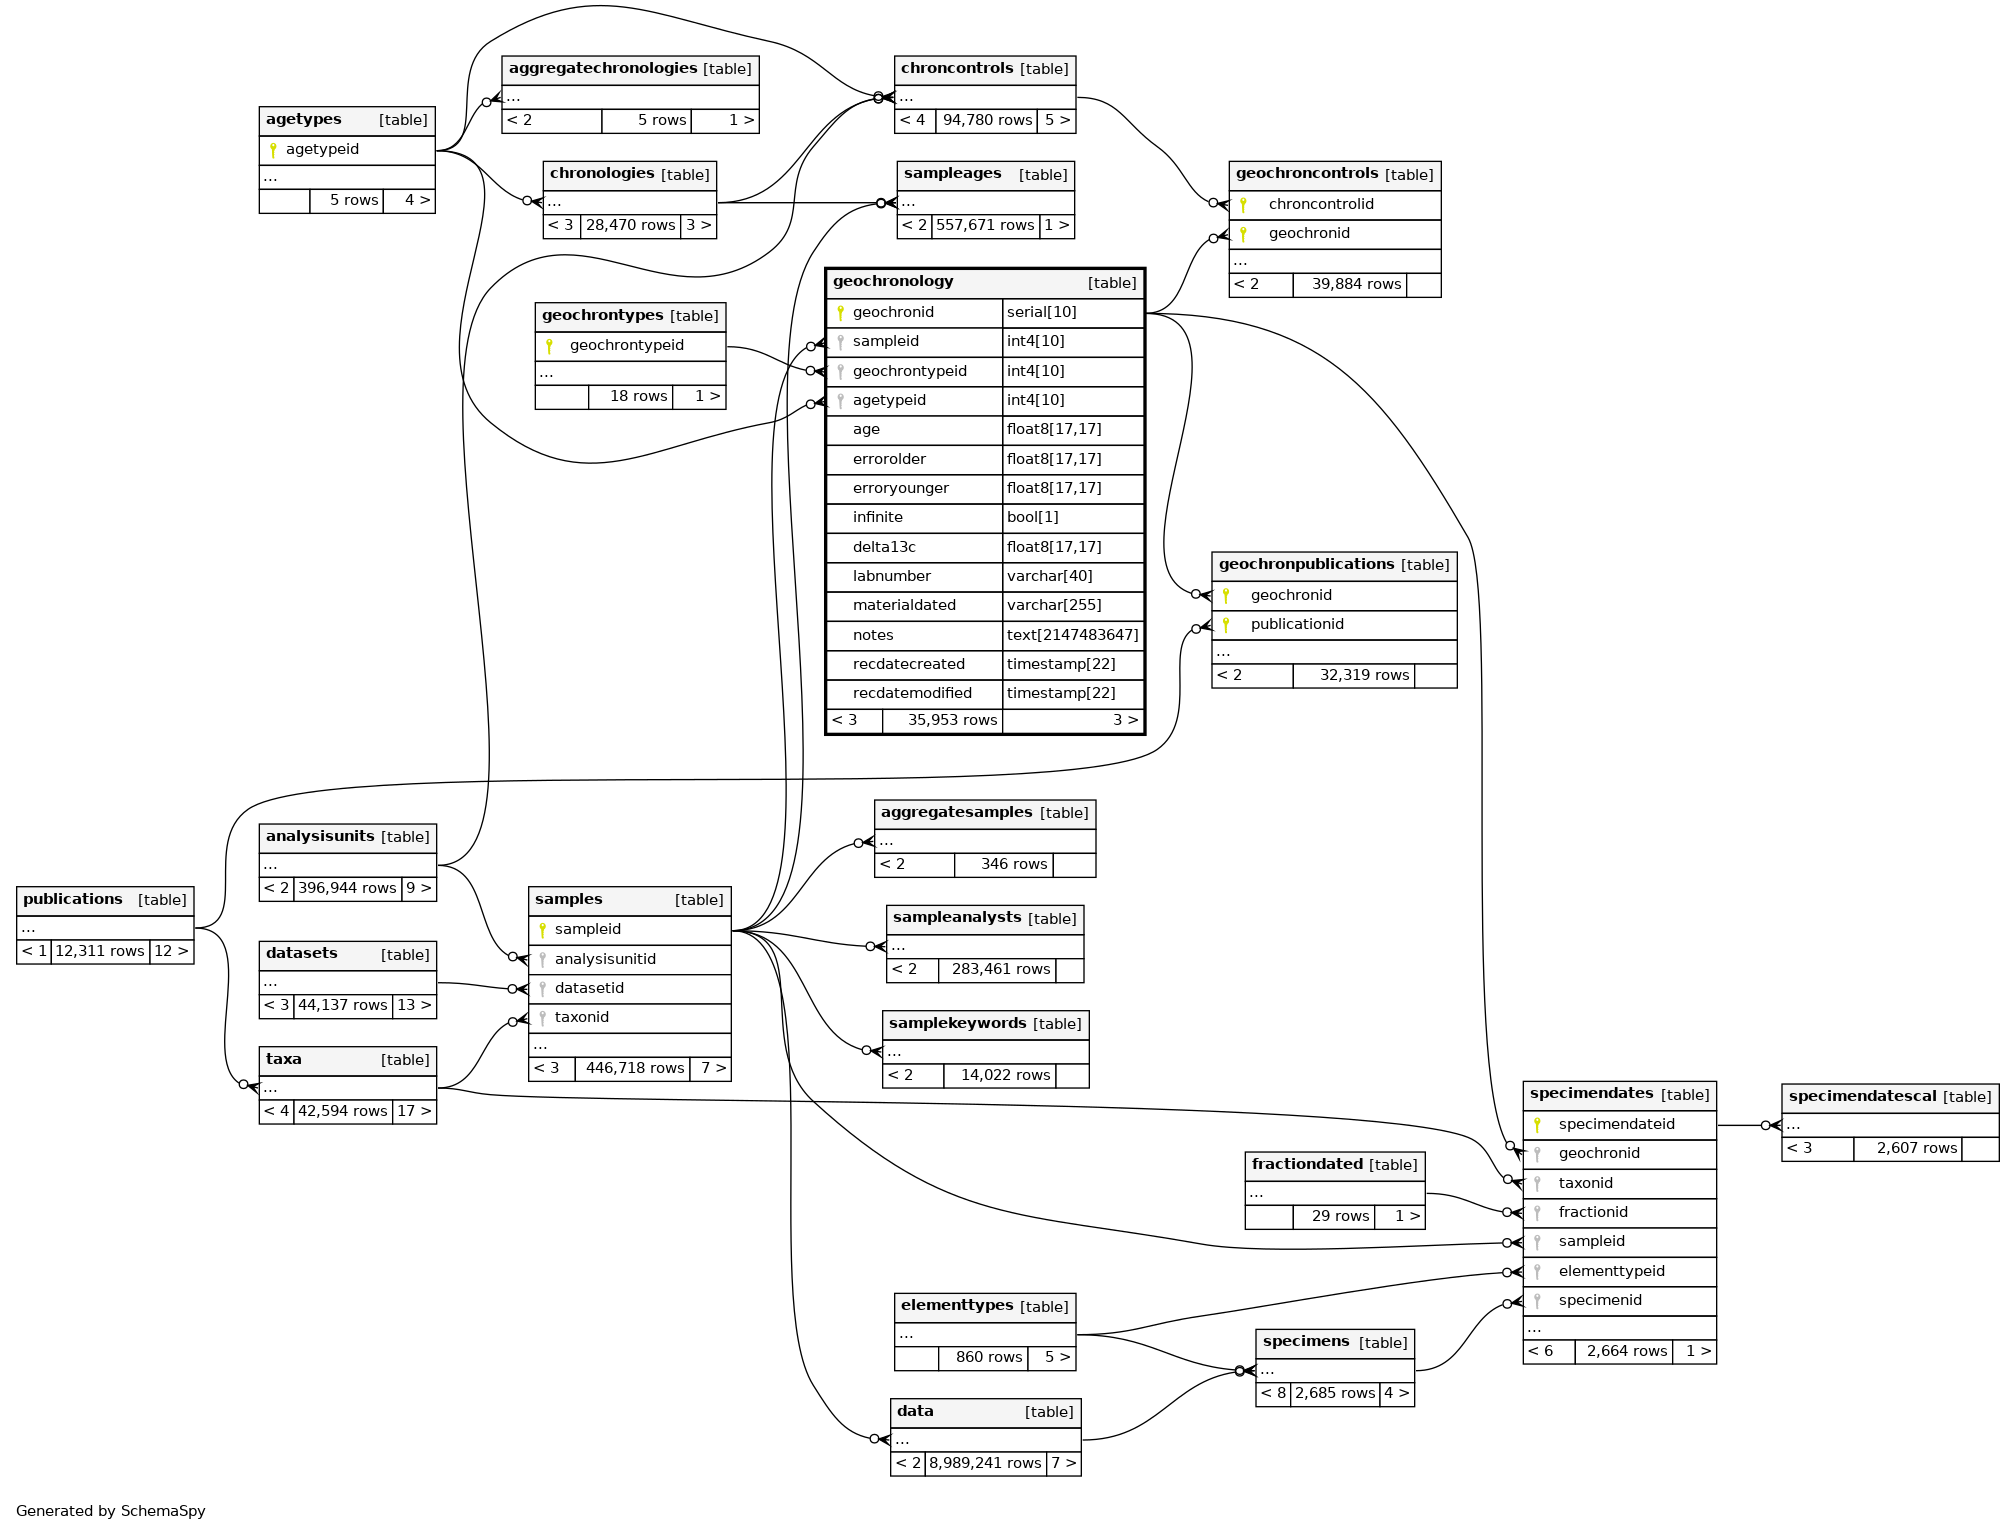 aggregatechronologies [table]
...
< 2 5 rows 1 >
chroncontrols [table]
...
< 4 94,780 rows 5 >
agetypes [table]
agetypeid
...
5 rows 4 >
chronologies [table]
...
< 3 28,470 rows 3 >
sampleages [table]
...
< 2 557,671 rows 1 >
geochroncontrols [table]
chroncontrolid
geochronid
...
< 2 39,884 rows
geochrontypes [table]
geochrontypeid
...
18 rows 1 >
geochronology [table]
geochronid serial[10]
sampleid int4[10]
geochrontypeid int4[10]
agetypeid int4[10]
age float8[17,17]
errorolder float8[17,17]
erroryounger float8[17,17]
infinite bool[1]
delta13c float8[17,17]
labnumber varchar[40]
materialdated varchar[255]
notes text[2147483647]
recdatecreated timestamp[22]
recdatemodified timestamp[22]
< 3 35,953 rows 3 >
geochronpublications [table]
geochronid
publicationid
...
< 2 32,319 rows
publications [table]
...
< 1 12,311 rows 12 >
analysisunits [table]
...
< 2 396,944 rows 9 >
datasets [table]
...
< 3 44,137 rows 13 >
taxa [table]
...
< 4 42,594 rows 17 >
samples [table]
sampleid
analysisunitid
datasetid
taxonid
...
< 3 446,718 rows 7 >
aggregatesamples [table]
...
< 2 346 rows
sampleanalysts [table]
...
< 2 283,461 rows
samplekeywords [table]
...
< 2 14,022 rows
fractiondated [table]
...
29 rows 1 >
elementtypes [table]
...
860 rows 5 >
data [table]
...
< 2 8,989,241 rows 7 >
specimens [table]
...
< 8 2,685 rows 4 >
specimendates [table]
specimendateid
geochronid
taxonid
fractionid
sampleid
elementtypeid
specimenid
...
< 6 2,664 rows 1 >
specimendatescal [table]
...
< 3 2,607 rows
Generated by SchemaSpy